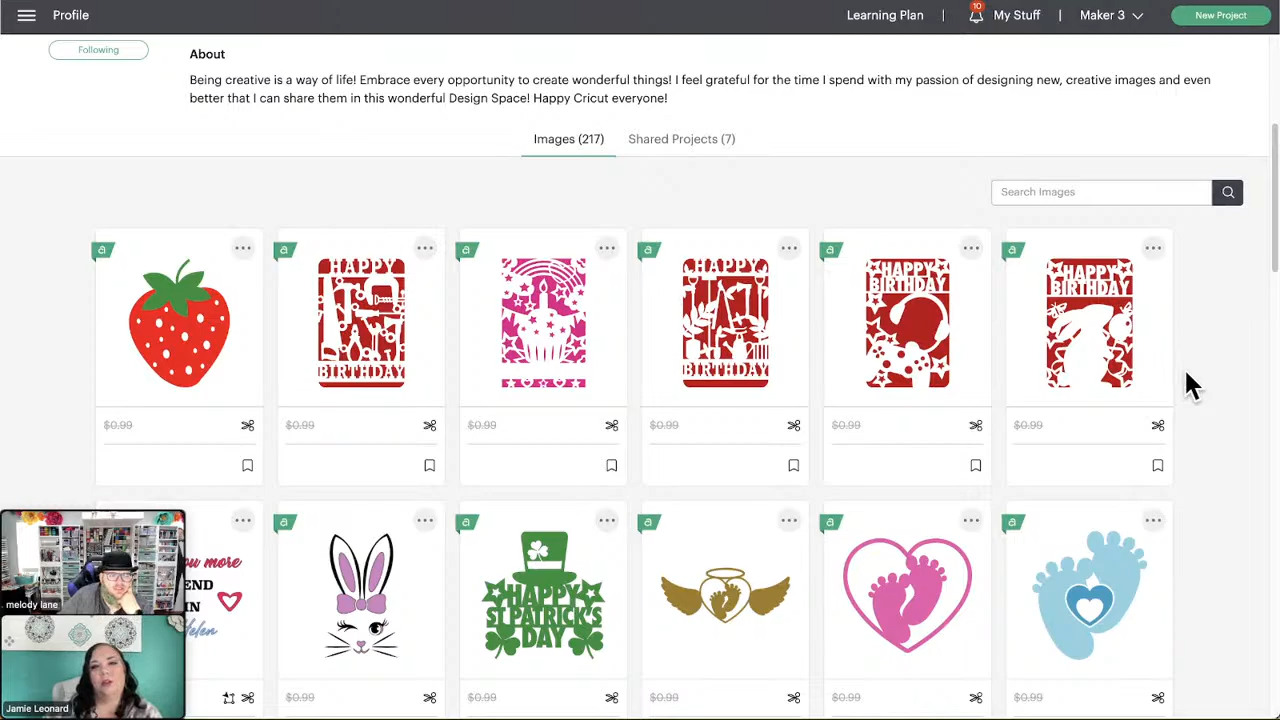 Profile
Learning Plan | 10 My Stuff | Maker 3 New Project
Following
About
Being creative is a way of life! Embrace every opportunity to create wonderful things! I feel grateful for the time I spend with my passion of designing new, creative images and even
better that I can share them in this wonderful Design Space! Happy Cricut everyone!
Images (217) Shared Projects (7)
Search Images
a a a a a a
HAPPY
BIRTHDAY
HAPPY
BIRTHDAY
HAPPY
BIRTHDAY
HAPPY
BIRTHDAY
$0.99 $0.99 $0.99 $0.99 $0.99 $0.99
a a a a a
you more
END
IN
Helen
HAPPY
ST PATRICK'S
DAY
melody lane
Jamie Leonard
$0.99 $0.99 $0.99 $0.99 $0.99